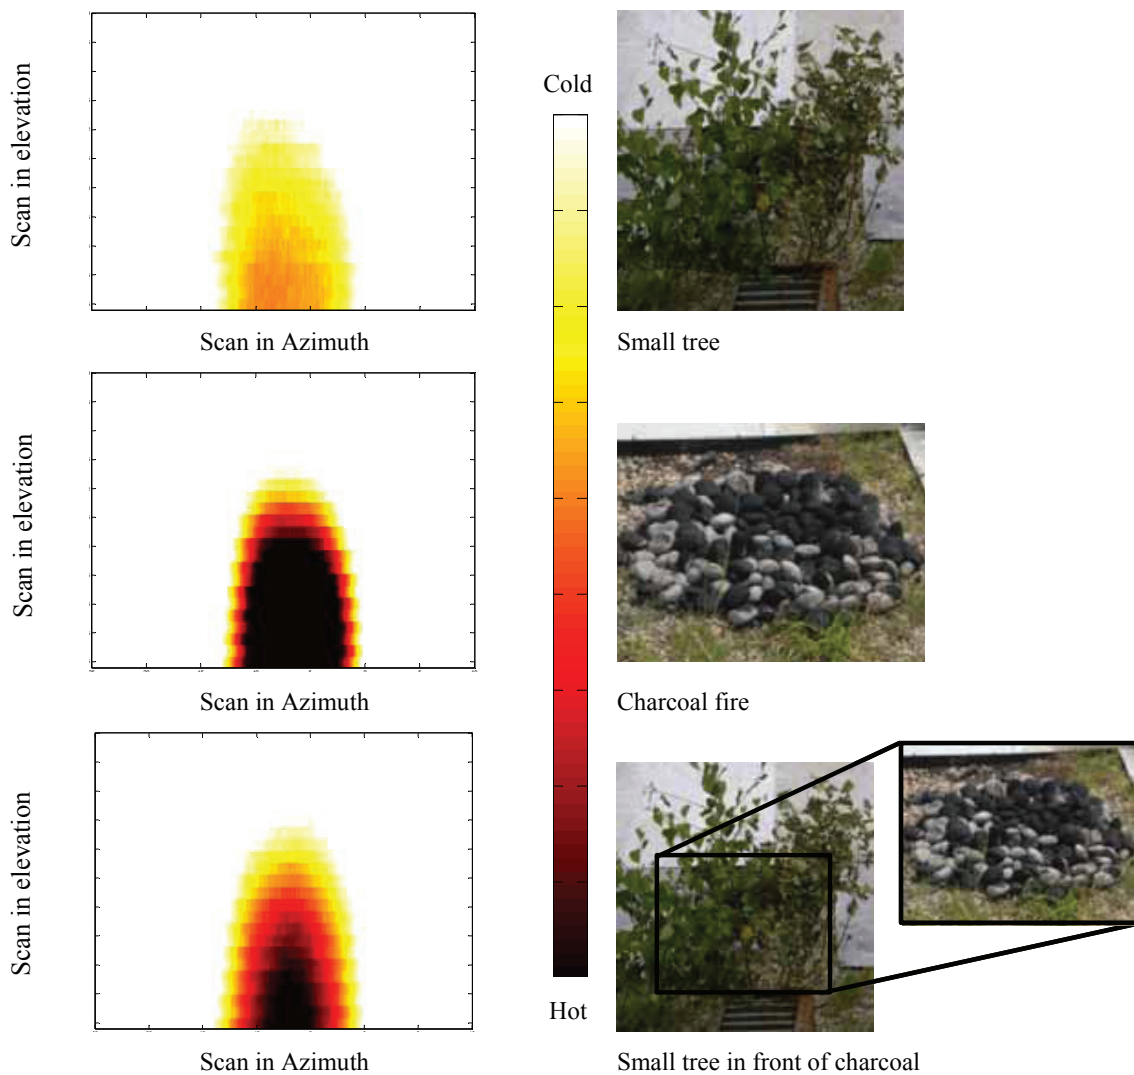 Scan in elevation
Scan in Azimuth
Cold
Hot
Small tree
Scan in elevation
Scan in Azimuth
Charcoal fire
Scan in elevation
Scan in Azimuth
Small tree in front of charcoal